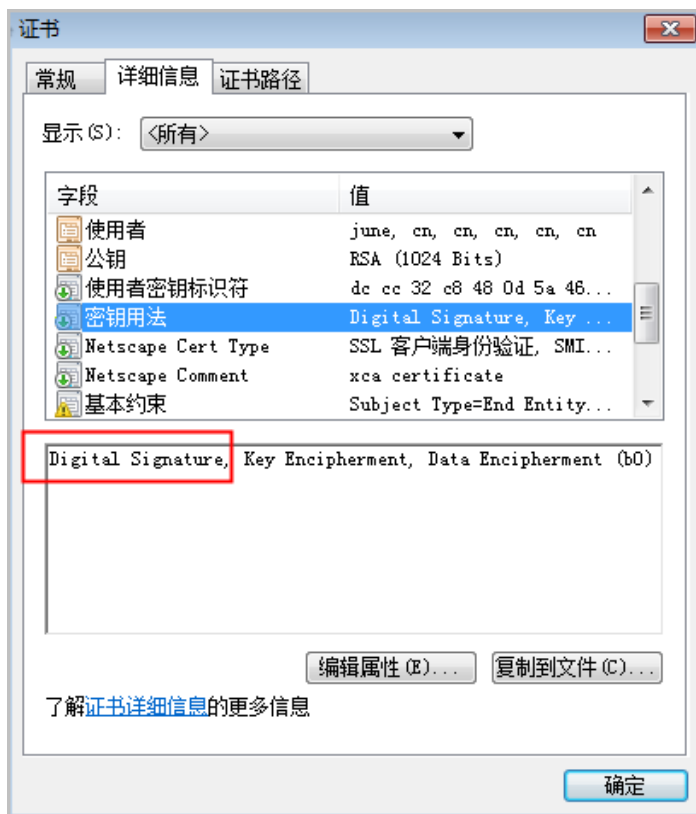 证书
常规 详细信息 证书路径
显示(S): <所有>
字段 值
使用者 june, cn, cn, cn, cn, cn
公钥 RSA (1024 Bits)
使用者密钥标识符 dc cc 32 c8 48 0d 5a 46...
密钥用法 Digital Signature, Key ...
Netscape Cert Type SSL 客户端身份验证, SMI...
Netscape Comment xca certificate
基本约束 Subject Type=End Entity...
Digital Signature, Key Encipherment, Data Encipherment (b0)
编辑属性(E)... 复制到文件(C)...
了解证书详细信息的更多信息
确定